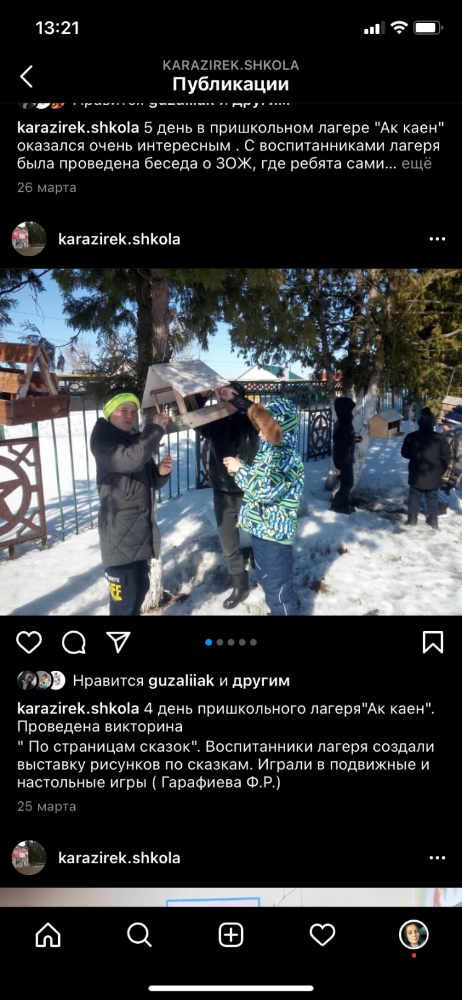 13:21
KARAZIREK.SHKOLA
Публикации
Нравится guzaliiak и другим
karazirek.shkola 5 день в пришкольном лагере "Ак каен"
оказался очень интересным . С воспитанниками лагеря
была проведена беседа о ЗОЖ, где ребята сами... ещё
26 марта
karazirek.shkola
Нравится guzaliiak и другим
karazirek.shkola 4 день пришкольного лагеря"Ак каен".
Проведена викторина
" По страницам сказок". Воспитанники лагеря создали
выставку рисунков по сказкам. Играли в подвижные и
настольные игры ( Гарафиева Ф.Р.)
25 марта
karazirek.shkola